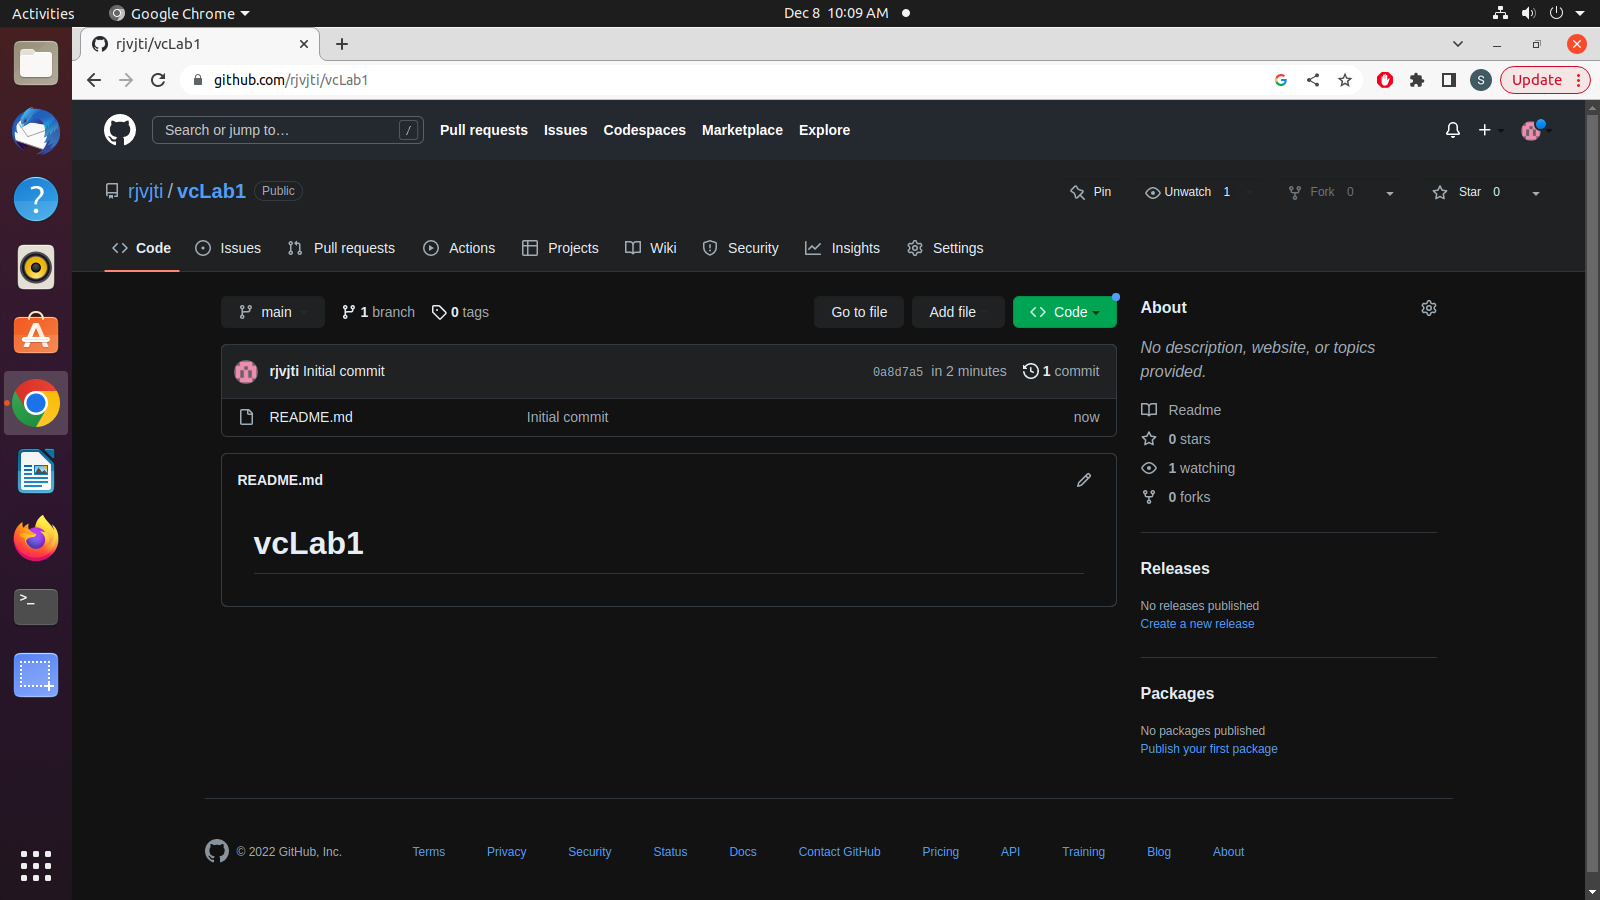 Activities Google Chrome Dec 8 10:09 AM
rjvjti/vcLab1
github.com/rjvjti/vcLab1 S Update
Search or jump to… / Pull requests Issues Codespaces Marketplace Explore
rjvjti / vcLab1 Public Pin Unwatch 1 Fork 0 Star 0
Code Issues Pull requests Actions Projects Wiki Security Insights Settings
main 1 branch 0 tags Go to file Add file Code
rjvjti Initial commit 0a8d7a5 in 2 minutes 1 commit
README.md Initial commit now
README.md
vcLab1
About
No description, website, or topics
provided.
Readme
0 stars
1 watching
0 forks
Releases
No releases published
Create a new release
Packages
No packages published
Publish your first package
© 2022 GitHub, Inc. Terms Privacy Security Status Docs Contact GitHub Pricing API Training Blog About